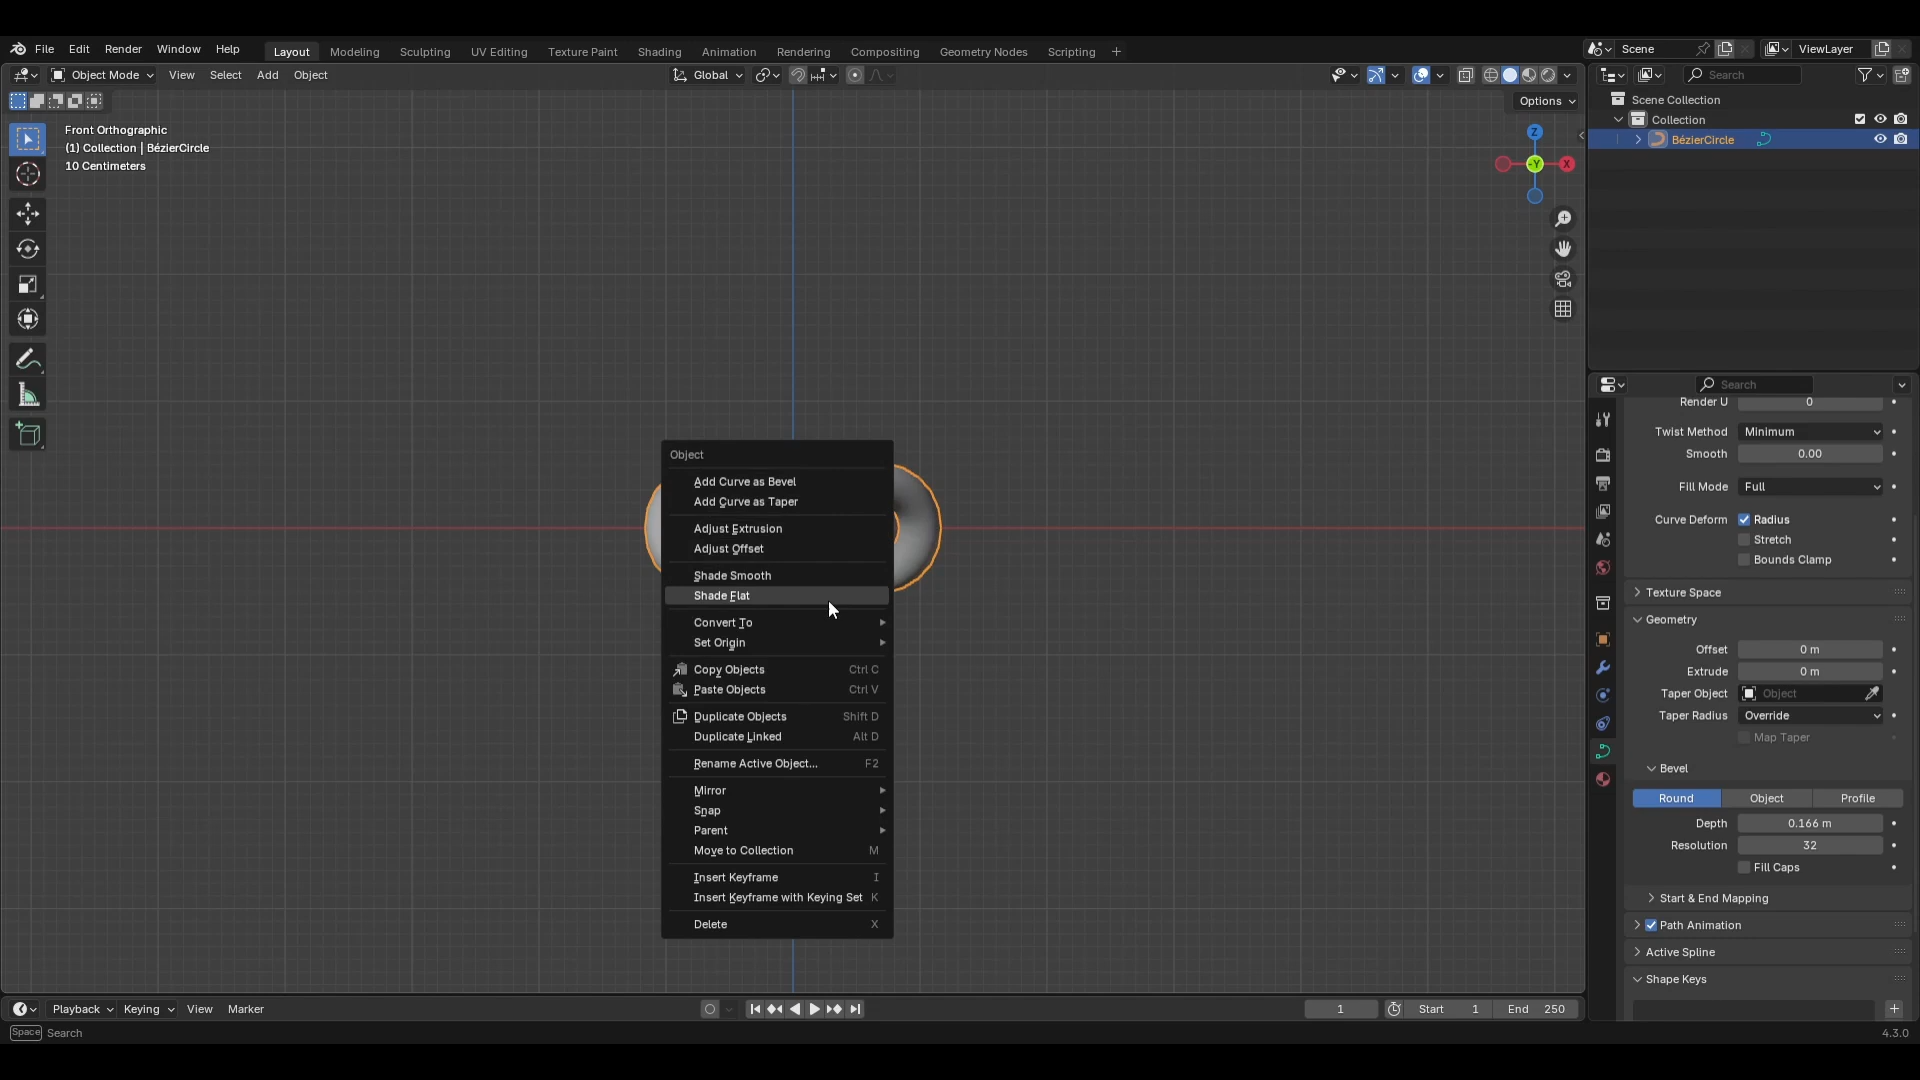 File Edit Render Window Help Layout Modeling Sculpting UV Editing Texture Paint Shading Animation Rendering Compositing Geometry Nodes Scripting + Scene ViewLayer
Object Mode View Select Add Object Global Search
Options
Front Orthographic
(1) Collection | BézierCircle
10 Centimeters
Z
-Y
X
Scene Collection
Collection
BézierCircle
Object
Add Curve as Bevel
Add Curve as Taper
Adjust Extrusion
Adjust Offset
Shade Smooth
Shade Flat
Convert To
Set Origin
Copy Objects Ctrl C
Paste Objects Ctrl V
Duplicate Objects Shift D
Duplicate Linked Alt D
Rename Active Object... F2
Mirror
Snap
Parent
Move to Collection M
Insert Keyframe I
Insert Keyframe with Keying Set K
Delete X
Search
Render U 0
Twist Method Minimum
Smooth 0.00
Fill Mode Full
Curve Deform Radius
Stretch
Bounds Clamp
Texture Space
Geometry
Offset 0 m
Extrude 0 m
Taper Object Object
Taper Radius Override
Map Taper
Bevel
Round Object Profile
Depth 0.166 m
Resolution 32
Fill Caps
Start & End Mapping
Path Animation
Active Spline
Shape Keys
Playback Keying View Marker 1 Start 1 End 250
Space Search 4.3.0